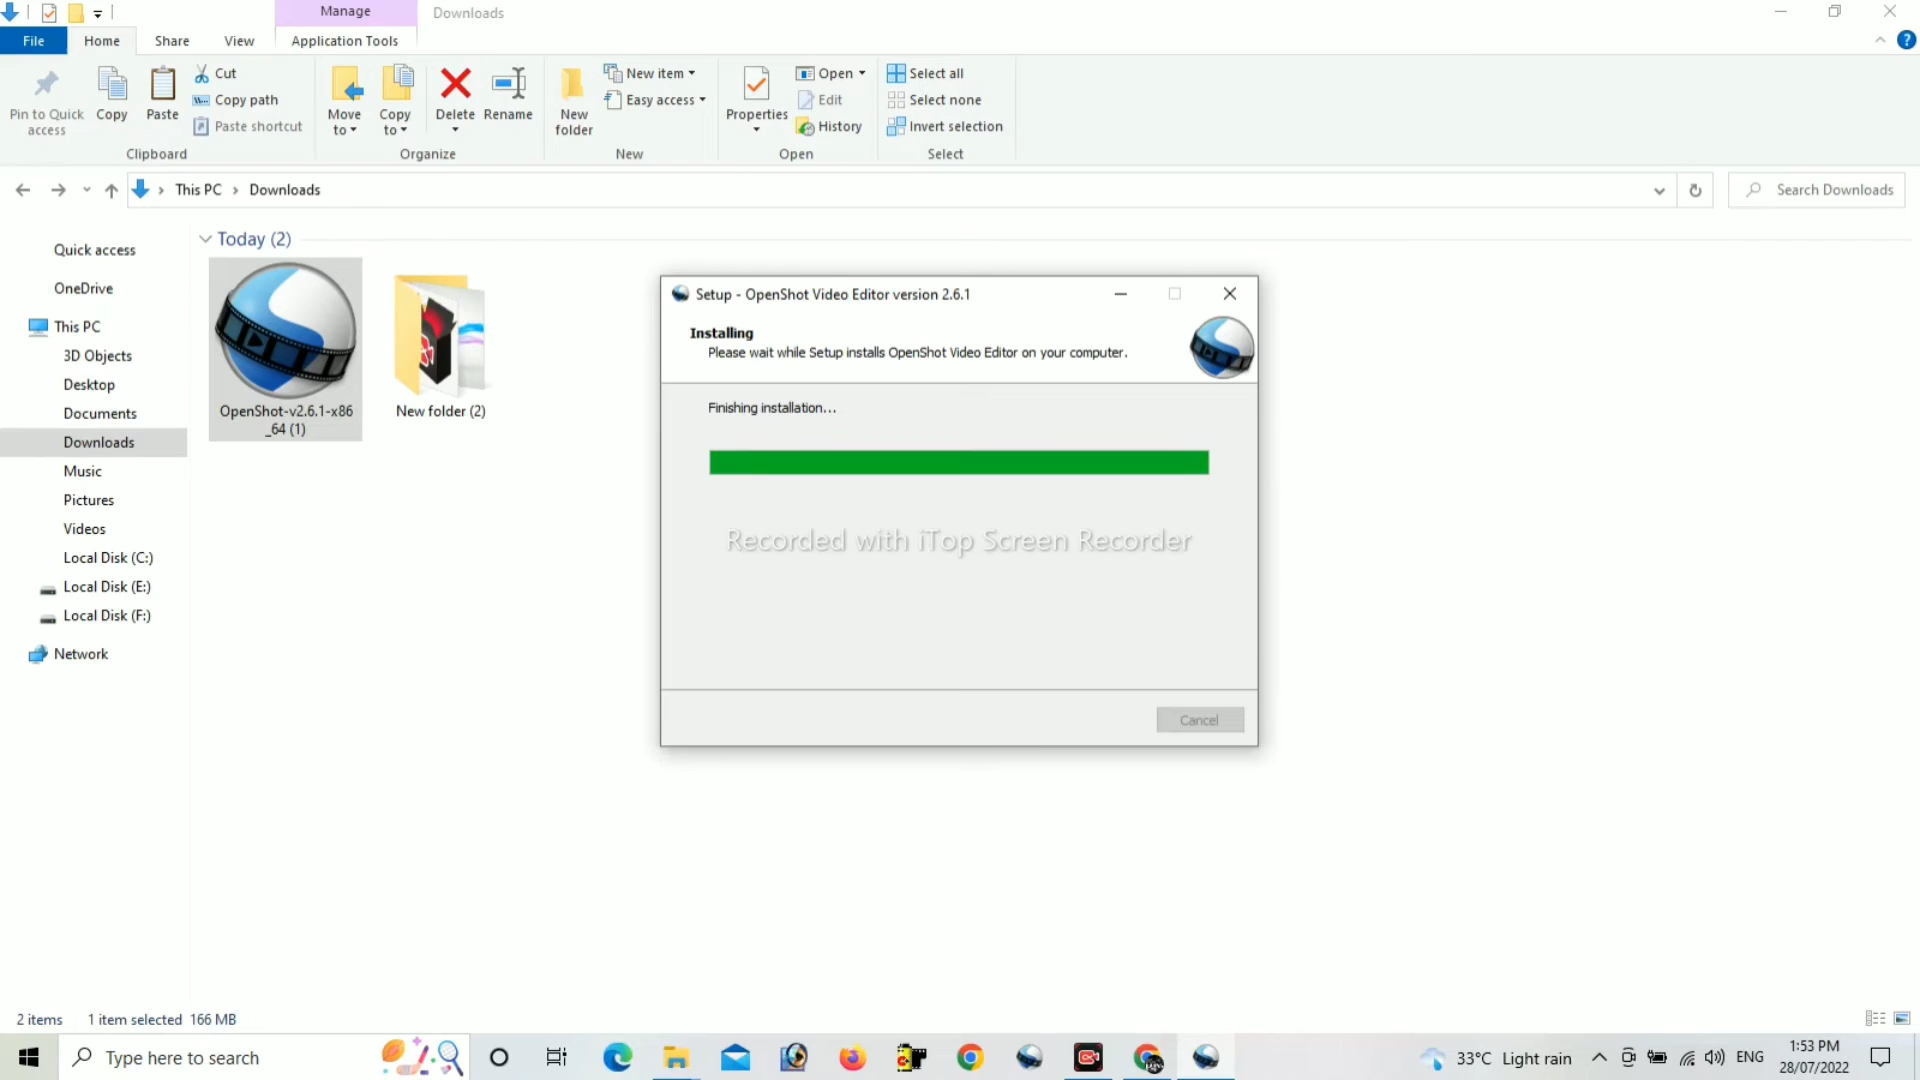 Manage
Downloads
File
Home
Share
View
Application Tools
Pin to Quick
access
Copy
Paste
Cut
Copy path
Paste shortcut
Clipboard
Move
to
Copy
to
Delete
Rename
Organize
New
folder
New item
Easy access
New
Properties
Open
Edit
History
Open
Select all
Select none
Invert selection
Select
This PC
Downloads
Search Downloads
Quick access
OneDrive
This PC
3D Objects
Desktop
Documents
Downloads
Music
Pictures
Videos
Local Disk (C:)
Local Disk (E:)
Local Disk (F:)
Network
Today (2)
OpenShot-v2.6.1-x86
_64 (1)
New folder (2)
Setup - OpenShot Video Editor version 2.6.1
Installing
Please wait while Setup installs OpenShot Video Editor on your computer.
Finishing installation...
Recorded with iTop Screen Recorder
Cancel
2 items
1 item selected 166 MB
Type here to search
33°C Light rain
ENG
1:53 PM
28/07/2022